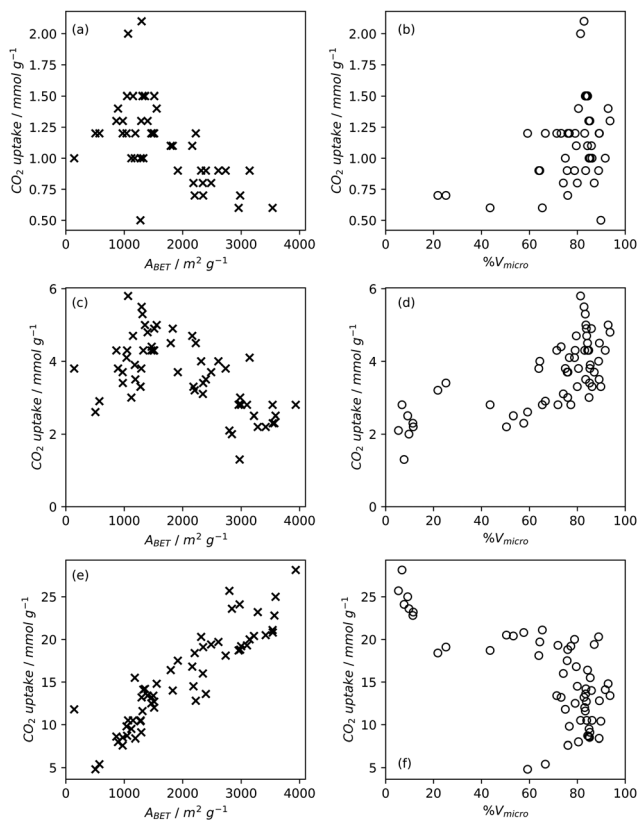 (a)
CO2 uptake / mmol g−1
2.00
1.75
1.50
1.25
1.00
0.75
0.50
0 1000 2000 3000 4000
ABET / m2 g−1
(b)
CO2 uptake / mmol g−1
2.00
1.75
1.50
1.25
1.00
0.75
0.50
0 20 40 60 80 100
%Vmicro
(c)
CO2 uptake / mmol g−1
6
4
2
0
0 1000 2000 3000 4000
ABET / m2 g−1
(d)
CO2 uptake / mmol g−1
6
4
2
0
0 20 40 60 80 100
%Vmicro
(e)
CO2 uptake / mmol g−1
25
20
15
10
5
0 1000 2000 3000 4000
ABET / m2 g−1
(f)
CO2 uptake / mmol g−1
25
20
15
10
5
0 20 40 60 80 100
%Vmicro